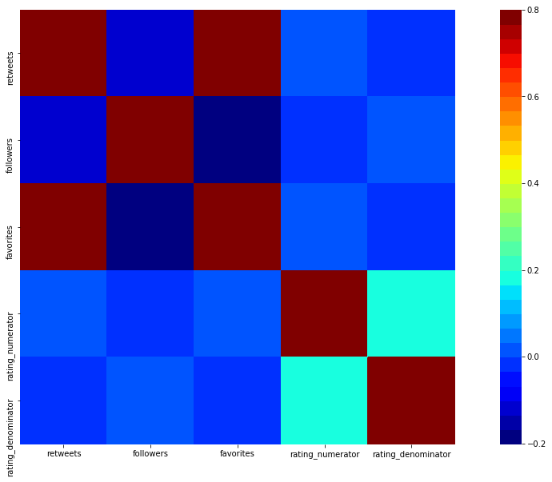 retweets
followers
favorites
rating_numerator
rating_denominator
retweets
followers
favorites
rating_numerator
rating_denominator
0.8
0.6
0.4
0.2
0.0
−0.2